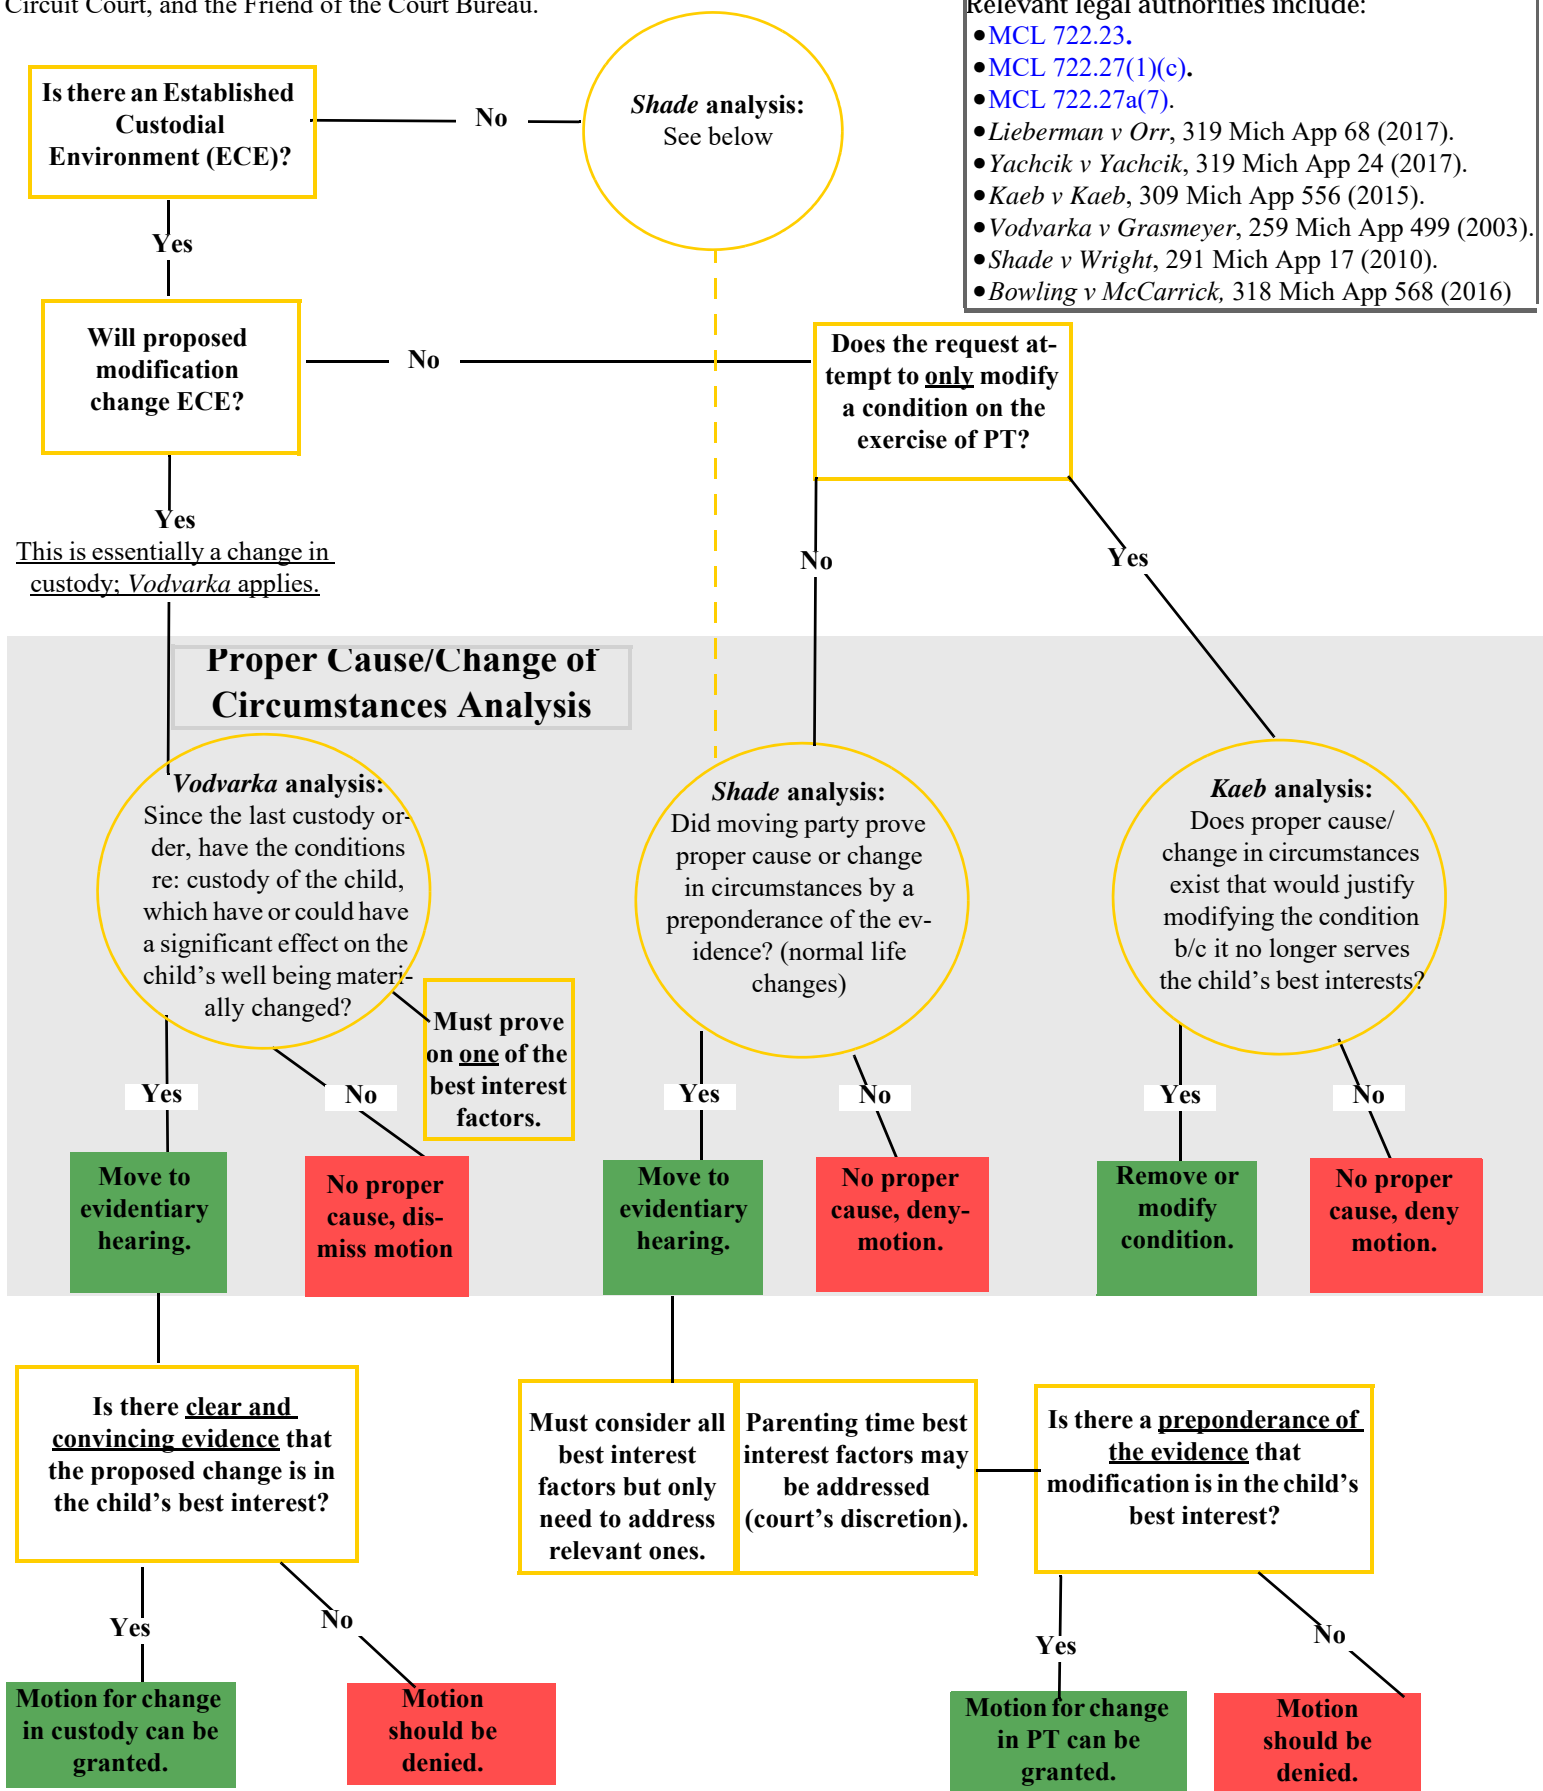 Circuit Court, and the Friend of the Court Bureau.
Relevant legal authorities include:
•MCL 722.23.
•MCL 722.27(1)(c).
•MCL 722.27a(7).
•Lieberman v Orr, 319 Mich App 68 (2017).
•Yachcik v Yachcik, 319 Mich App 24 (2017).
•Kaeb v Kaeb, 309 Mich App 556 (2015).
•Vodvarka v Grasmeyer, 259 Mich App 499 (2003).
•Shade v Wright, 291 Mich App 17 (2010).
•Bowling v McCarrick, 318 Mich App 568 (2016)
Is there an Established
Custodial
Environment (ECE)?
No
Shade analysis:
See below
Yes
Will proposed
modification
change ECE?
No
Does the request at-
tempt to only modify
a condition on the
exercise of PT?
Yes
This is essentially a change in
custody; Vodvarka applies.
No
Yes
Proper Cause/Change of
Circumstances Analysis
Vodvarka analysis:
Since the last custody or-
der, have the conditions
re: custody of the child,
which have or could have
a significant effect on the
child’s well being materi-
ally changed?
Must prove
on one of the
best interest
factors.
Shade analysis:
Did moving party prove
proper cause or change
in circumstances by a
preponderance of the ev-
idence? (normal life
changes)
Kaeb analysis:
Does proper cause/
change in circumstances
exist that would justify
modifying the condition
b/c it no longer serves
the child’s best interests?
Yes
No
Yes
No
Yes
No
Move to
evidentiary
hearing.
No proper
cause, dis-
miss motion
Move to
evidentiary
hearing.
No proper
cause, deny-
motion.
Remove or
modify
condition.
No proper
cause, deny
motion.
Is there clear and
convincing evidence that
the proposed change is in
the child’s best interest?
Must consider all
best interest
factors but only
need to address
relevant ones.
Parenting time best
interest factors may
be addressed
(court’s discretion).
Is there a preponderance of
the evidence that
modification is in the child’s
best interest?
Yes
No
Yes
No
Motion for change
in custody can be
granted.
Motion
should be
denied.
Motion for change
in PT can be
granted.
Motion
should be
denied.